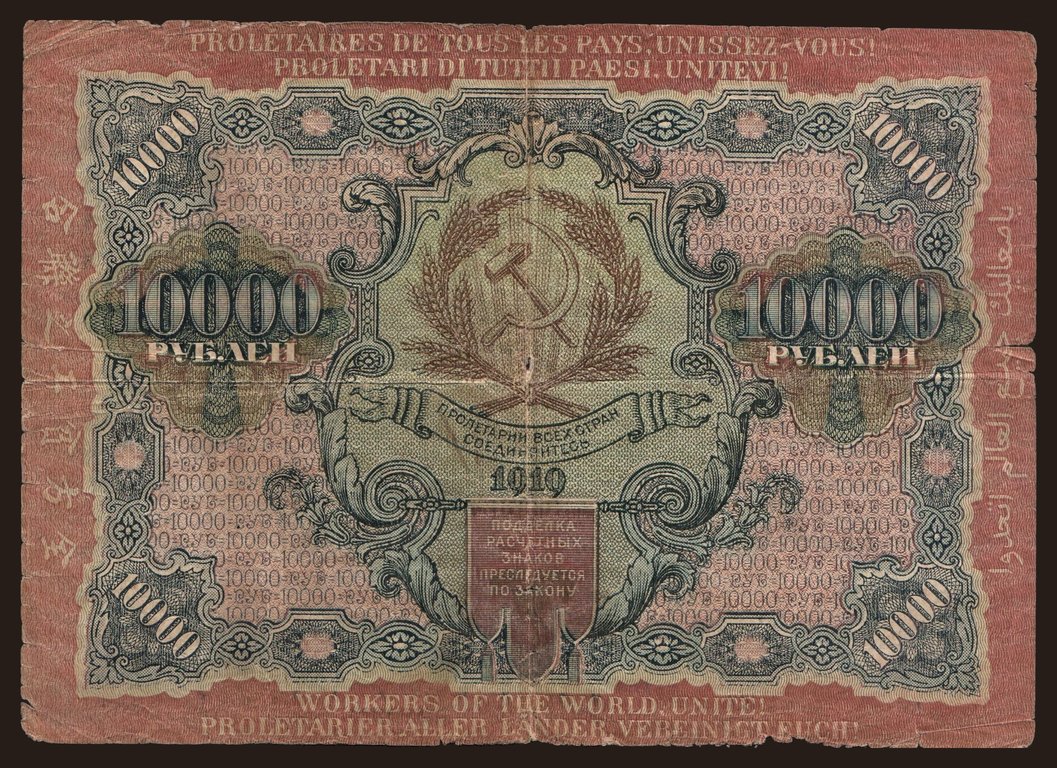 PROLÉTAIRES DE TOUS LES PAYS, UNISSEZ-VOUS!
PROLETARI DI TUTTI I PAESI, UNITEVI!
10000
10000
10000
РУБЛЕЙ
10000
РУБЛЕЙ
ПРОЛЕТАРИИ ВСЕХ СТРАН
СОЕДИНЯЙТЕСЬ
1919
ПОДДЕЛКА
РАСЧЕТНЫХ
ЗНАКОВ
ПРЕСЛЕДУЕТСЯ
ПО ЗАКОНУ
10000
10000
WORKERS OF THE WORLD, UNITE!
PROLETARIER ALLER LÄNDER VEREINIGT EUCH!